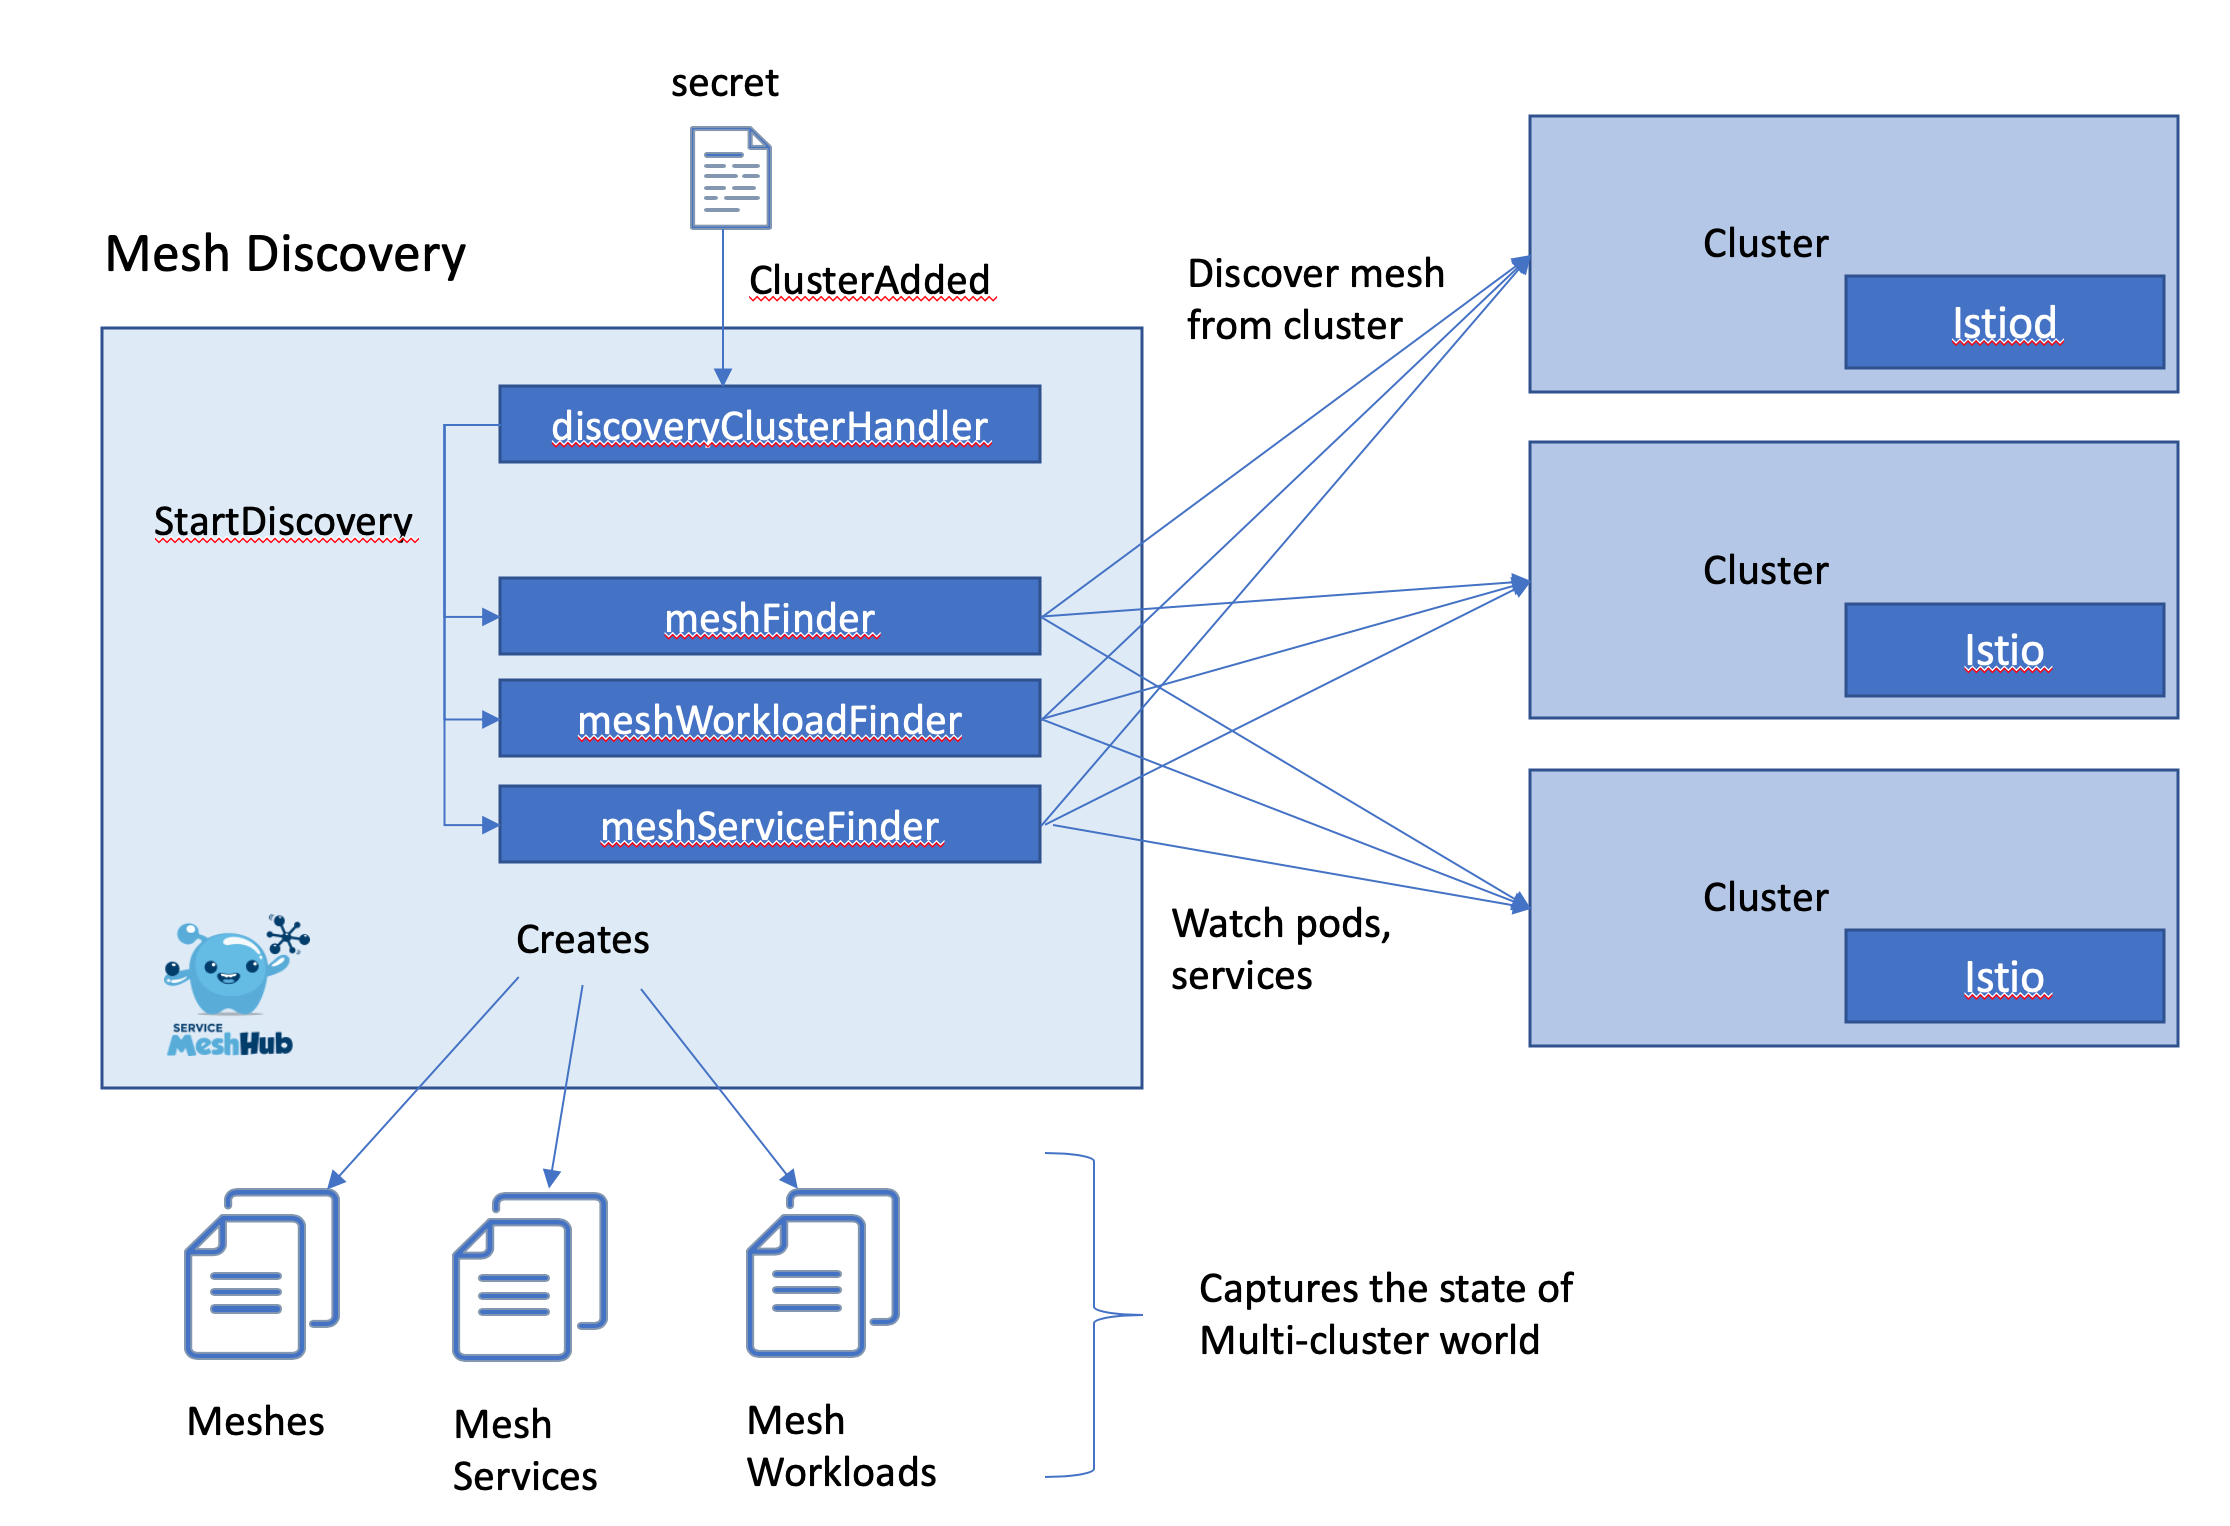 secret
Mesh Discovery
ClusterAdded
Discover mesh
from cluster
Cluster
Istiod
discoveryClusterHandler
StartDiscovery
meshFinder
meshWorkloadFinder
meshServiceFinder
Cluster
Istio
Cluster
Istio
Watch pods,
services
Creates
SERVICE
MeshHub
Captures the state of
Multi-cluster world
Meshes
Mesh
Services
Mesh
Workloads